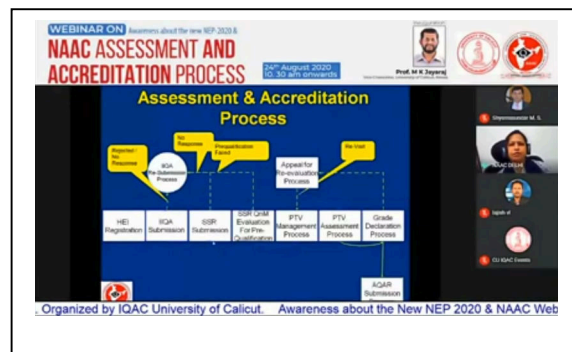 WEBINAR ON Awareness about the new NEP-2020 &
NAAC ASSESSMENT AND
ACCREDITATION PROCESS
24th August 2020
10. 30 am onwards
Prof. M K Jayaraj
Assessment & Accreditation
Process
No
Response
Prequalification
Failed
Re-Visit
Rejected /
No
Response
IIQA
Re-Submission
Process
Appeal for
Re-evaluation
Process
HEI
Registration
IIQA
Submission
SSR
Submission
SSR QnM
Evaluation
For Pre-
Qualification
PTV
Management
Process
PTV
Assessment
Process
Grade
Declaration
Process
AQAR
Submission
Shyamsundar M. S.
NAAC DELHI
CU IQAC Events
. Organized by IQAC University of Calicut. Awareness about the New NEP 2020 & NAAC Web